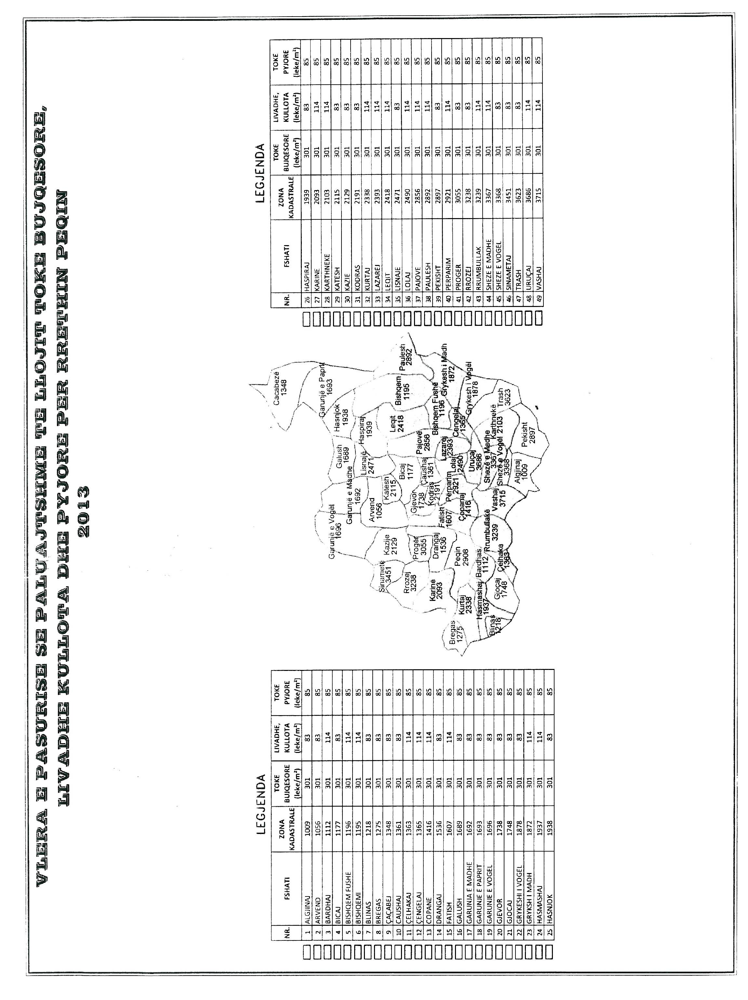 VLERA E PASURISE SE PALUAJTSHME TE LLOJIT TOKE BUJQESORE,
LIVADHE KULLOTA DHE PYJORE PER RRETHIN PEQIN
2013
LEGJENDA
NR. FSHATI ZONA KADASTRALE TOKE BUJQESORE (leke/m²) LIVADHE, KULLOTA (leke/m²) TOKE PYJORE (leke/m²)
1 ALGJINAJ 1009 301 83 85
2 ARVEND 1056 301 83 85
3 BARDHAJ 1112 301 114 85
4 BICAJ 1177 301 83 85
5 BISHQEM FUSHE 1196 301 114 85
6 BISHQEMI 1195 301 114 85
7 BLINAS 1218 301 83 85
8 BREGAS 1275 301 83 85
9 ÇAÇABEJ 1348 301 83 85
10 CAUSHAJ 1361 301 83 85
11 ÇELHAKAJ 1363 301 114 85
12 ÇENGELAJ 1365 301 114 85
13 COPANE 1416 301 114 85
14 DRANGAJ 1536 301 83 85
15 FATISH 1607 301 114 85
16 GALUSH 1689 301 83 85
17 GARUNJA E MADHE 1692 301 83 85
18 GARUNJE E PAPRIT 1693 301 83 85
19 GARUNJE E VOGEL 1696 301 83 85
20 GJEVOR 1738 301 83 85
21 GJOCAJ 1748 301 83 85
22 GRYKESHI I VOGEL 1878 301 83 85
23 GRYKSH I MADH 1872 301 114 85
24 HASMASHAJ 1937 301 114 85
25 HASNJOK 1938 301 83 85
Cacabezë
1348
Garunjë e Paprit
1693
Hasnjok
1938
Galush
1689
Garunjë e Madhe
1692
Garunjë e Vogël
1696
Haspiraj
1939
Lisnajë
2471
Arvend
1056
Paulesh
2892
Bishqem
1195
Leqit
2418
Bicaj
1177
Katesh
2115
Kazije
2129
Sinametë
3451
Pajovë
2856
Çaushaj
1361
Gjevor
1738
Progër
3055
Rrozej
3238
Grykesh i Madh
1872
Bishqem Fushë
1196
Lazarej
2393
Kodras
2191
Drangaj
1536
Karinë
2093
Grykesh i Vogël
1878
Çengelaj
1365
Lolaj
2490
Përparim
2921
Fatish
1607
Peqin
2908
Kurtaj
2338
Bregas
1275
Uruçaj
3686
Çopanaj
1416
Trash
3623
Karthnekë
2103
Shezë e Madhe
3367
Shezë e Vogël
3368
Vashaj
3715
Rrumbullakë
3239
Bardhas
1112
Hasmashaj
1937
Çelhakë
1363
Gjoçaj
1748
Blinas
1218
Pekisht
2897
Algjinaj
1009
LEGJENDA
NR. FSHATI ZONA KADASTRALE TOKE BUJQESORE (leke/m²) LIVADHE, KULLOTA (leke/m²) TOKE PYJORE (leke/m²)
26 HASPIRAJ 1939 301 83 85
27 KARINE 2093 301 114 85
28 KARTHNEKE 2103 301 114 85
29 KATESH 2115 301 83 85
30 KAZIE 2129 301 83 85
31 KODRAS 2191 301 83 85
32 KURTAJ 2338 301 114 85
33 LAZAREJ 2393 301 114 85
34 LEQIT 2418 301 114 85
35 LISNAJE 2471 301 83 85
36 LOLAJ 2490 301 114 85
37 PAJOVE 2856 301 114 85
38 PAULESH 2892 301 114 85
39 PEKISHT 2897 301 83 85
40 PERPARIM 2921 301 114 85
41 PROGER 3055 301 83 85
42 RROZEJ 3238 301 83 85
43 RRUMBULLAK 3239 301 114 85
44 SHEZE E MADHE 3367 301 114 85
45 SHEZE E VOGEL 3368 301 83 85
46 SINAMETAJ 3451 301 83 85
47 TRASH 3623 301 83 85
48 URUÇAJ 3686 301 114 85
49 VASHAJ 3715 301 114 85